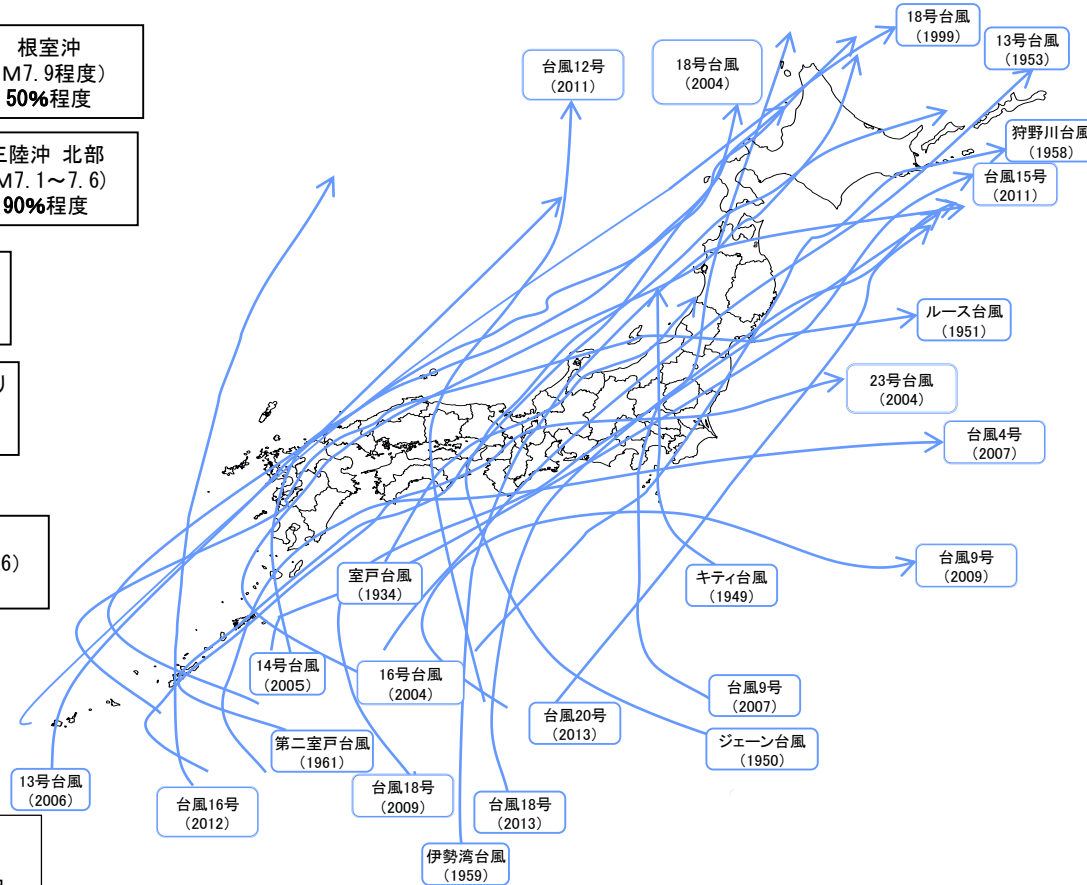 根室沖
M7.9程度)
50%程度
三陸沖 北部
M7.1～7.6)
90%程度
リ
6)
18号台風
(1999)
13号台風
(1953)
台風12号
(2011)
18号台風
(2004)
狩野川台風
(1958)
台風15号
(2011)
ルース台風
(1951)
23号台風
(2004)
台風4号
(2007)
台風9号
(2009)
室戸台風
(1934)
キティ台風
(1949)
14号台風
(2005)
16号台風
(2004)
台風9号
(2007)
台風20号
(2013)
第二室戸台風
(1961)
ジェーン台風
(1950)
13号台風
(2006)
台風16号
(2012)
台風18号
(2009)
台風18号
(2013)
伊勢湾台風
(1959)